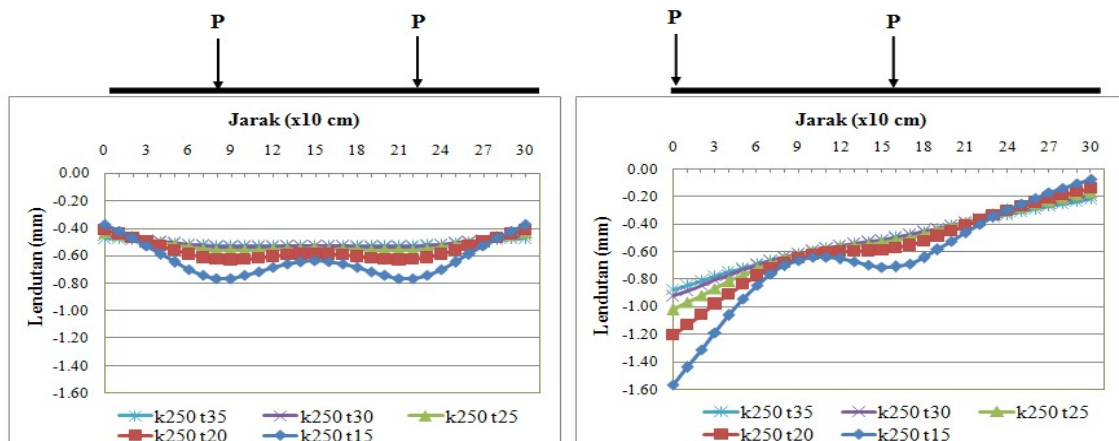 P P
Jarak (x10 cm)
0 3 6 9 12 15 18 21 24 27 30
0.00
-0.20
-0.40
-0.60
-0.80
-1.00
-1.20
-1.40
-1.60
Lendutan (mm)
k250 t35 k250 t30 k250 t25
k250 t20 k250 t15
P P
Jarak (x10 cm)
0 3 6 9 12 15 18 21 24 27 30
0.00
-0.20
-0.40
-0.60
-0.80
-1.00
-1.20
-1.40
-1.60
Lendutan (mm)
k250 t35 k250 t30 k250 t25
k250 t20 k250 t15